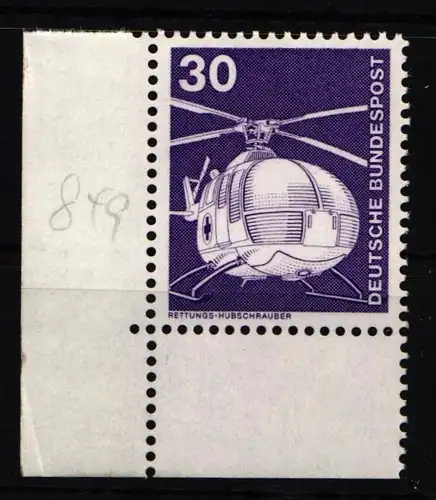 30
DEUTSCHE BUNDESPOST
849
RETTUNGS-HUBSCHRAUBER